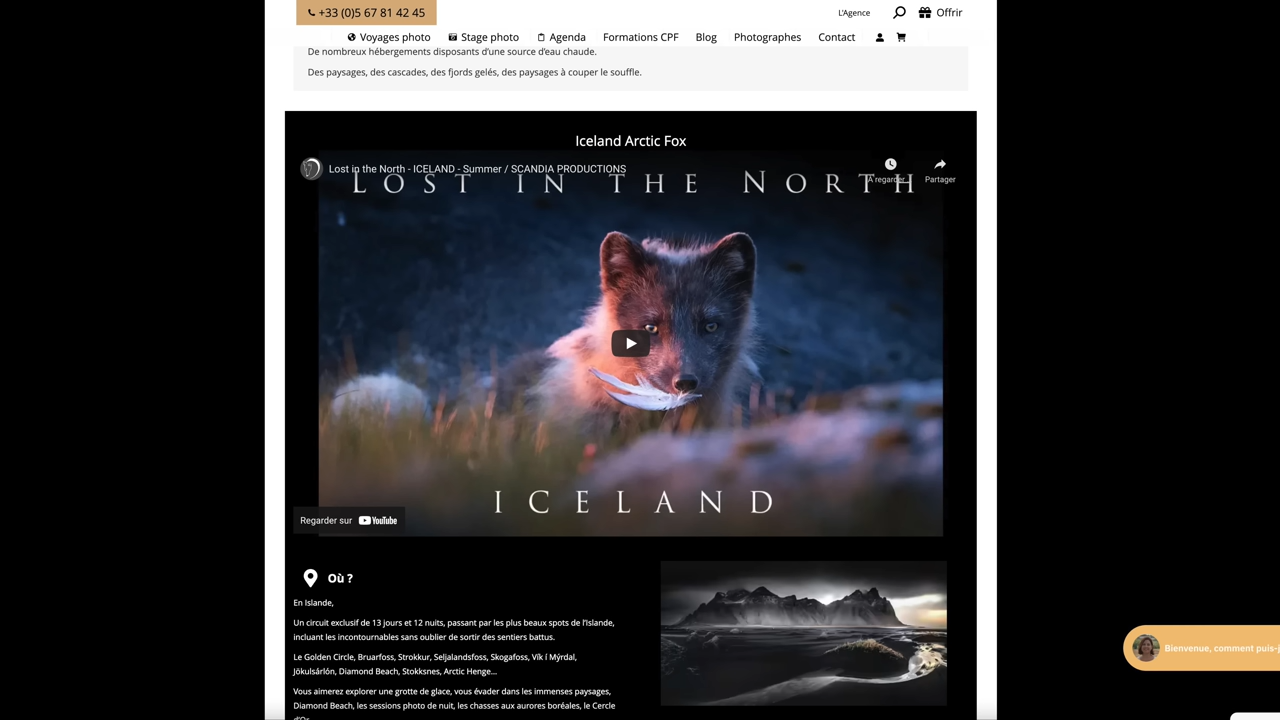 +33 (0)5 67 81 42 45
L'Agence
Offrir
Voyages photo Stage photo Agenda Formations CPF Blog Photographes Contact
De nombreux hébergements disposants d'une source d'eau chaude.
Des paysages, des cascades, des fjords gelés, des paysages à couper le souffle.
Iceland Arctic Fox
Lost in the North - ICELAND - Summer / SCANDIA PRODUCTIONS
À regarder
Partager
LOST IN THE NORTH
ICELAND
Regarder sur YouTube
Où ?
En Islande,
Un circuit exclusif de 13 jours et 12 nuits, passant par les plus beaux spots de l'Islande,
incluant les incontournables sans oublier de sortir des sentiers battus.
Le Golden Circle, Bruarfoss, Strokkur, Seljalandsfoss, Skogafoss, Vík í Mýrdal,
Jökulsárlón, Diamond Beach, Stokksnes, Arctic Henge...
Vous aimerez explorer une grotte de glace, vous évader dans les immenses paysages,
Diamond Beach, les sessions photo de nuit, les chasses aux aurores boréales, le Cercle
d'Or
Bienvenue, comment puis-j